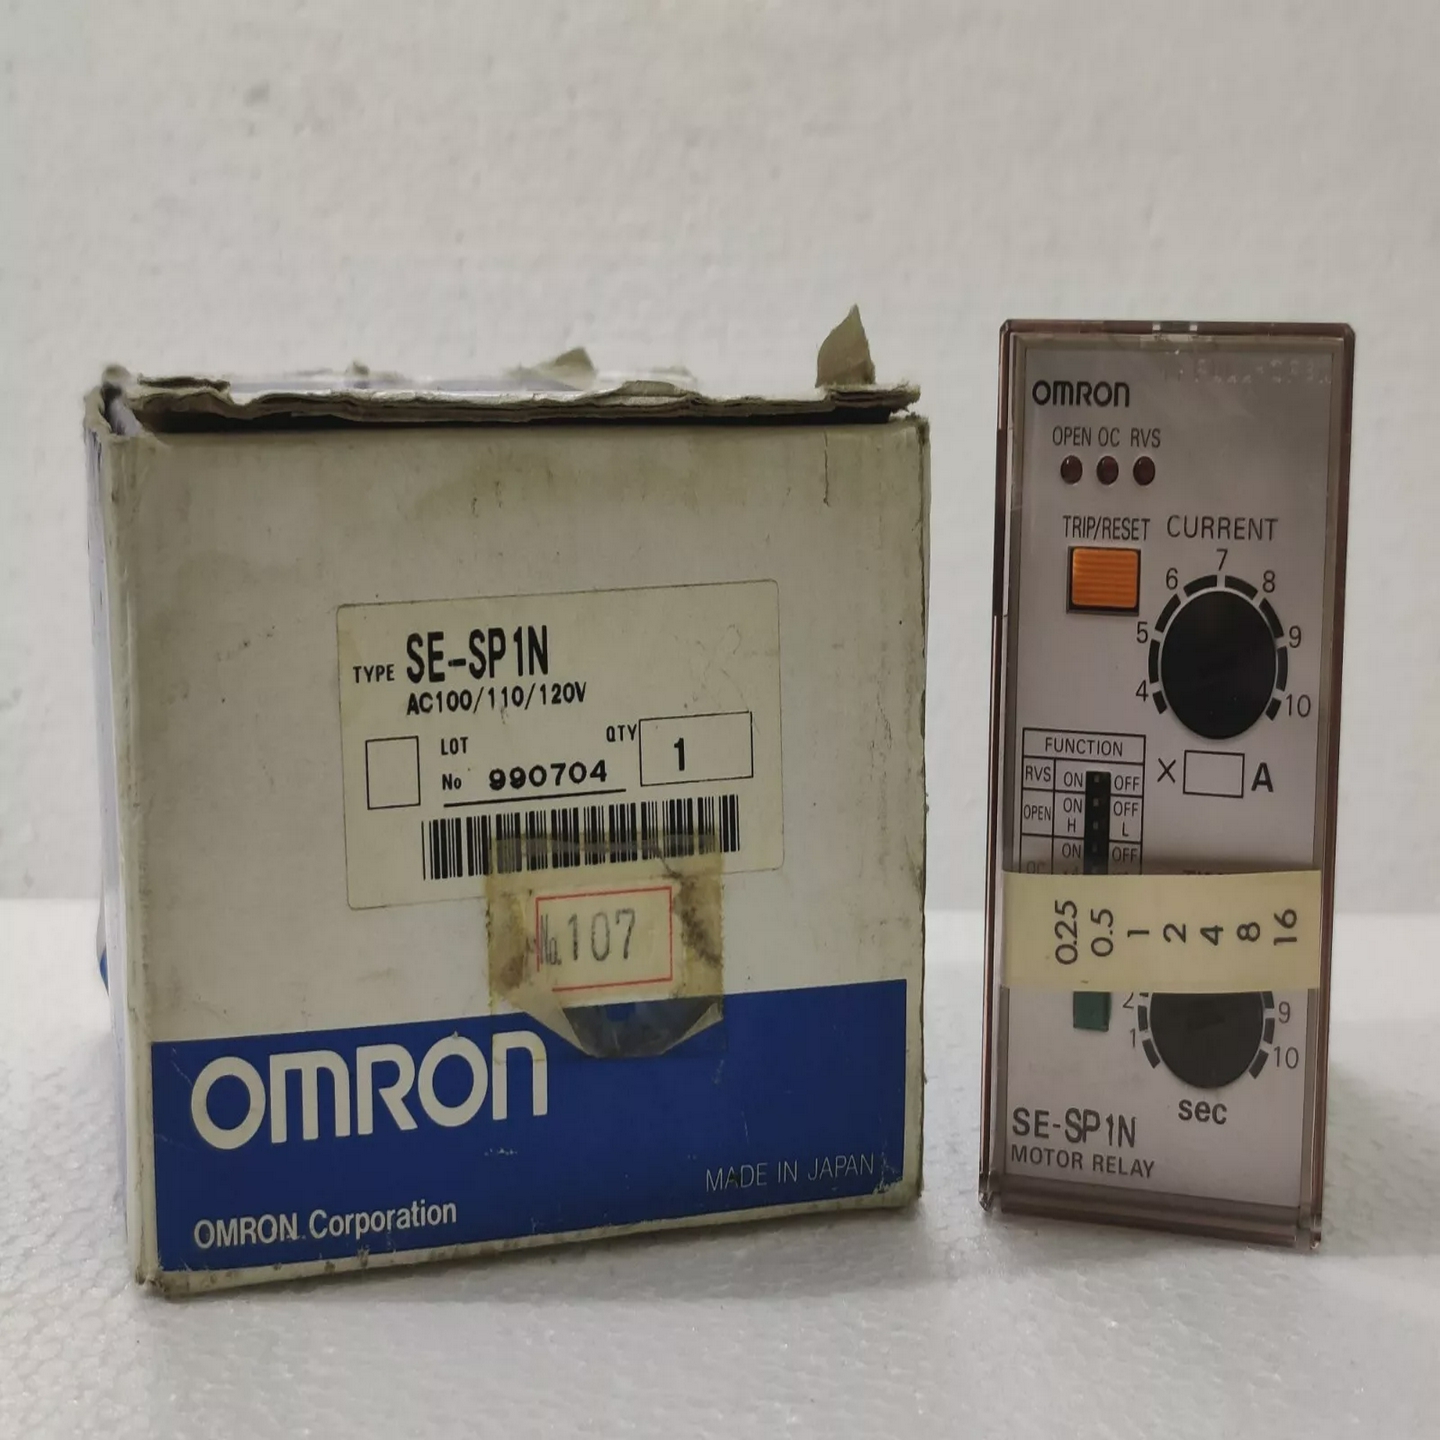 TYPE SE-SP1N
AC100/110/120V
LOT
No 990704
QTY 1
No. 107
OMRON
MADE IN JAPAN
OMRON Corporation
OMRON
OPEN OC RVS
TRIP/RESET CURRENT
4 5 6 7 8 9 10
× A
FUNCTION
RVS ON OFF
OPEN ON OFF
H L
OC ON OFF
0.25 0.5 1 2 4 8 16
1 2 9 10
sec
SE-SP1N
MOTOR RELAY